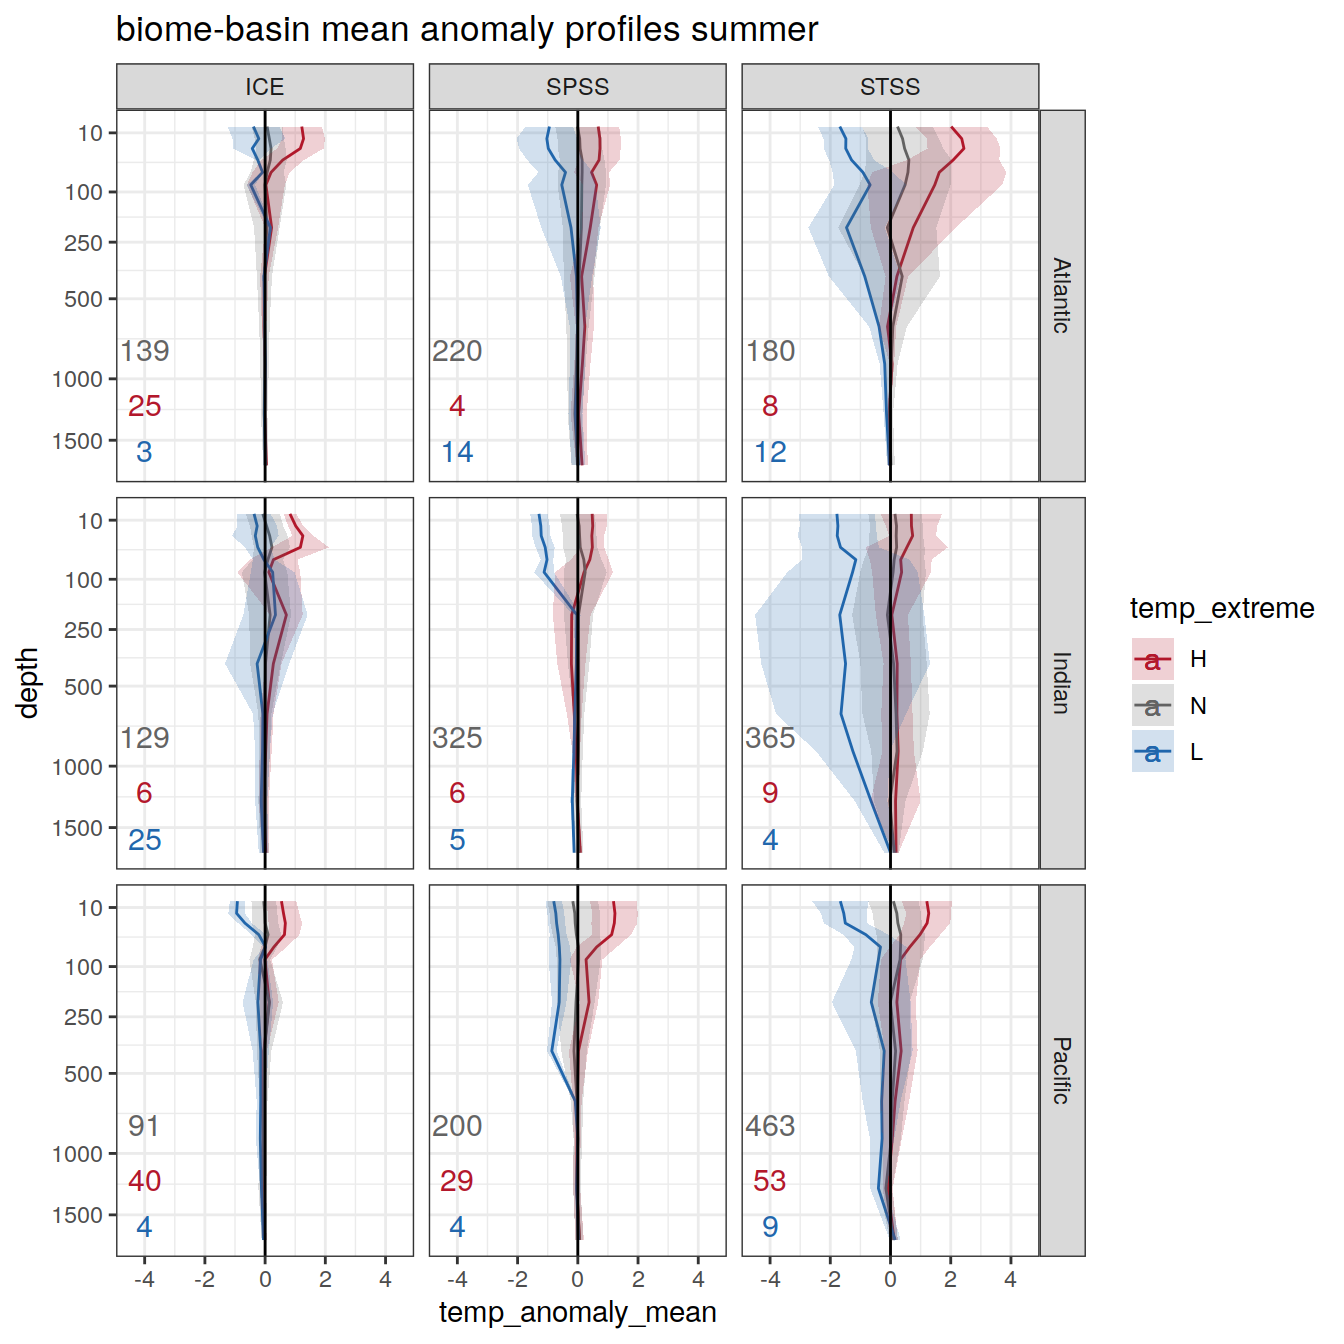 biome-basin mean anomaly profiles summer
ICE SPSS STSS
10
100
250
500
1000
1500
139 25 3
220 4 14
180 8 12
Atlantic
10
100
250
500
1000
1500
129 6 25
325 6 5
365 9 4
Indian
10
100
250
500
1000
1500
91 40 4
200 29 4
463 53 9
Pacific
-4 -2 0 2 4
-4 -2 0 2 4
-4 -2 0 2 4
depth
temp_anomaly_mean
temp_extreme
a H
a N
a L